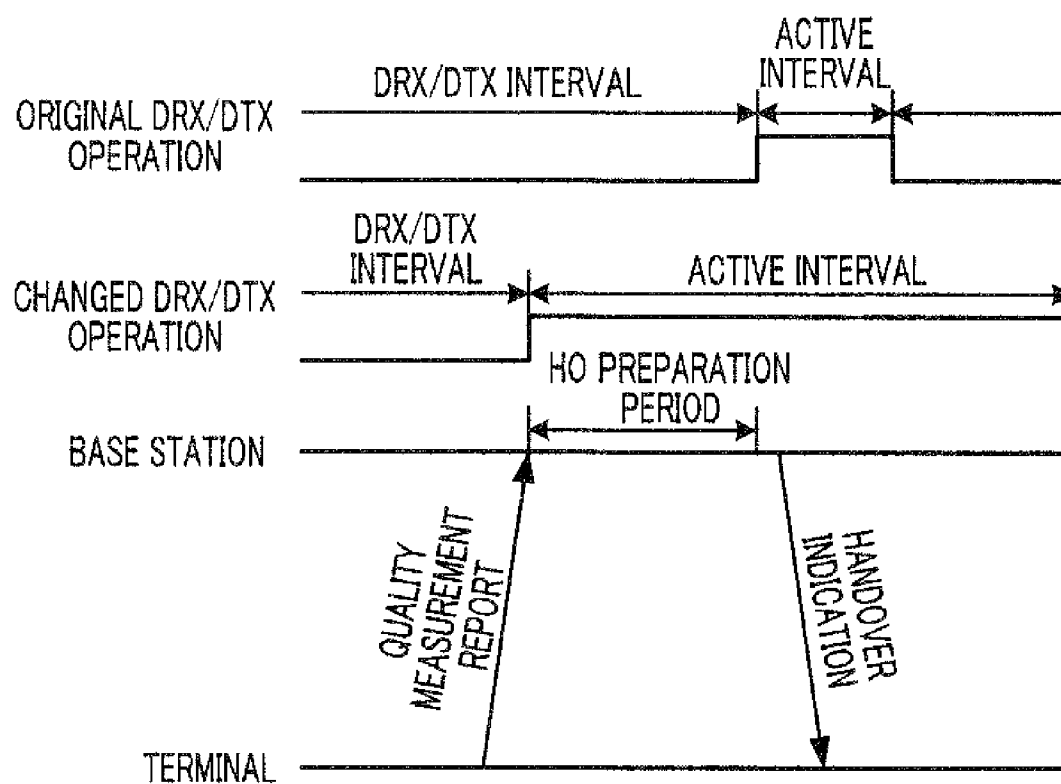 ACTIVE
INTERVAL
DRX/DTX INTERVAL
ORIGINAL DRX/DTX
OPERATION
DRX/DTX
INTERVAL
ACTIVE INTERVAL
CHANGED DRX/DTX
OPERATION
HO PREPARATION
PERIOD
BASE STATION
QUALITY
MEASUREMENT
REPORT
HANDOVER
INDICATION
TERMINAL